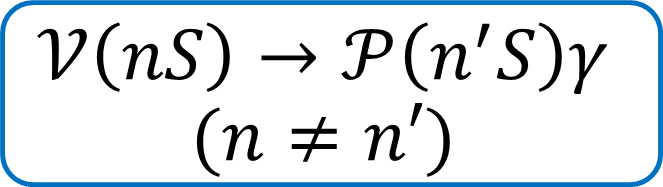 𝒱(nS) → 𝒫(n′S)γ
(n ≠ n′)